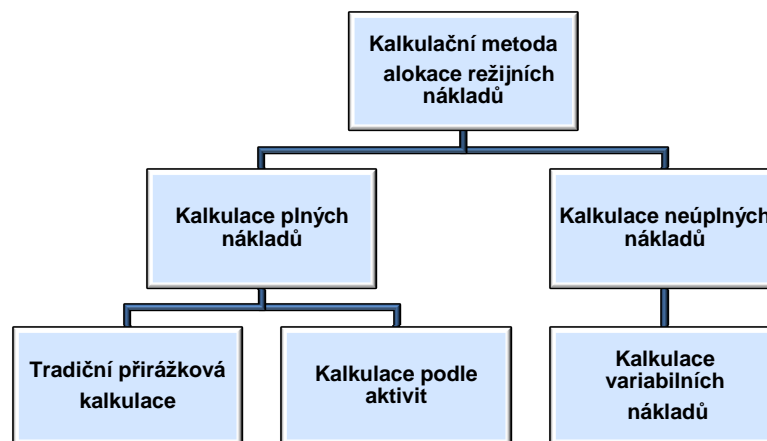 Kalkulační metoda
alokace režijních
nákladů
Kalkulace plných
nákladů
Kalkulace neúplných
nákladů
Tradiční přirážková
kalkulace
Kalkulace podle
aktivit
Kalkulace
variabilních
nákladů